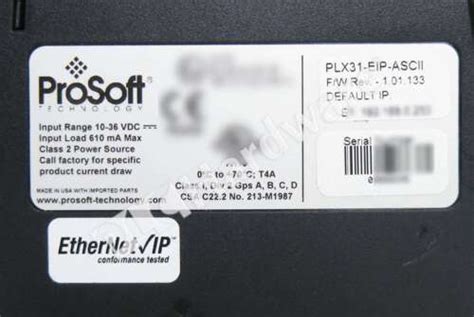 ProSoft
TECHNOLOGY
Input Range 10-36 VDC
Input Load 610 mA Max
Class 2 Power Source
Call factory for specific
product current draw
MADE IN USA WITH IMPORTED PARTS
www.prosoft-technology.com
0°C to +70°C; T4A
Class I, Div 2 Gps A, B, C, D
CSA C22.2 No. 213-M1987
PLX31-EIP-ASCII
F/W Rev. - 1.01.133
DEFAULT IP
Serial
EtherNet/IP
conformance tested